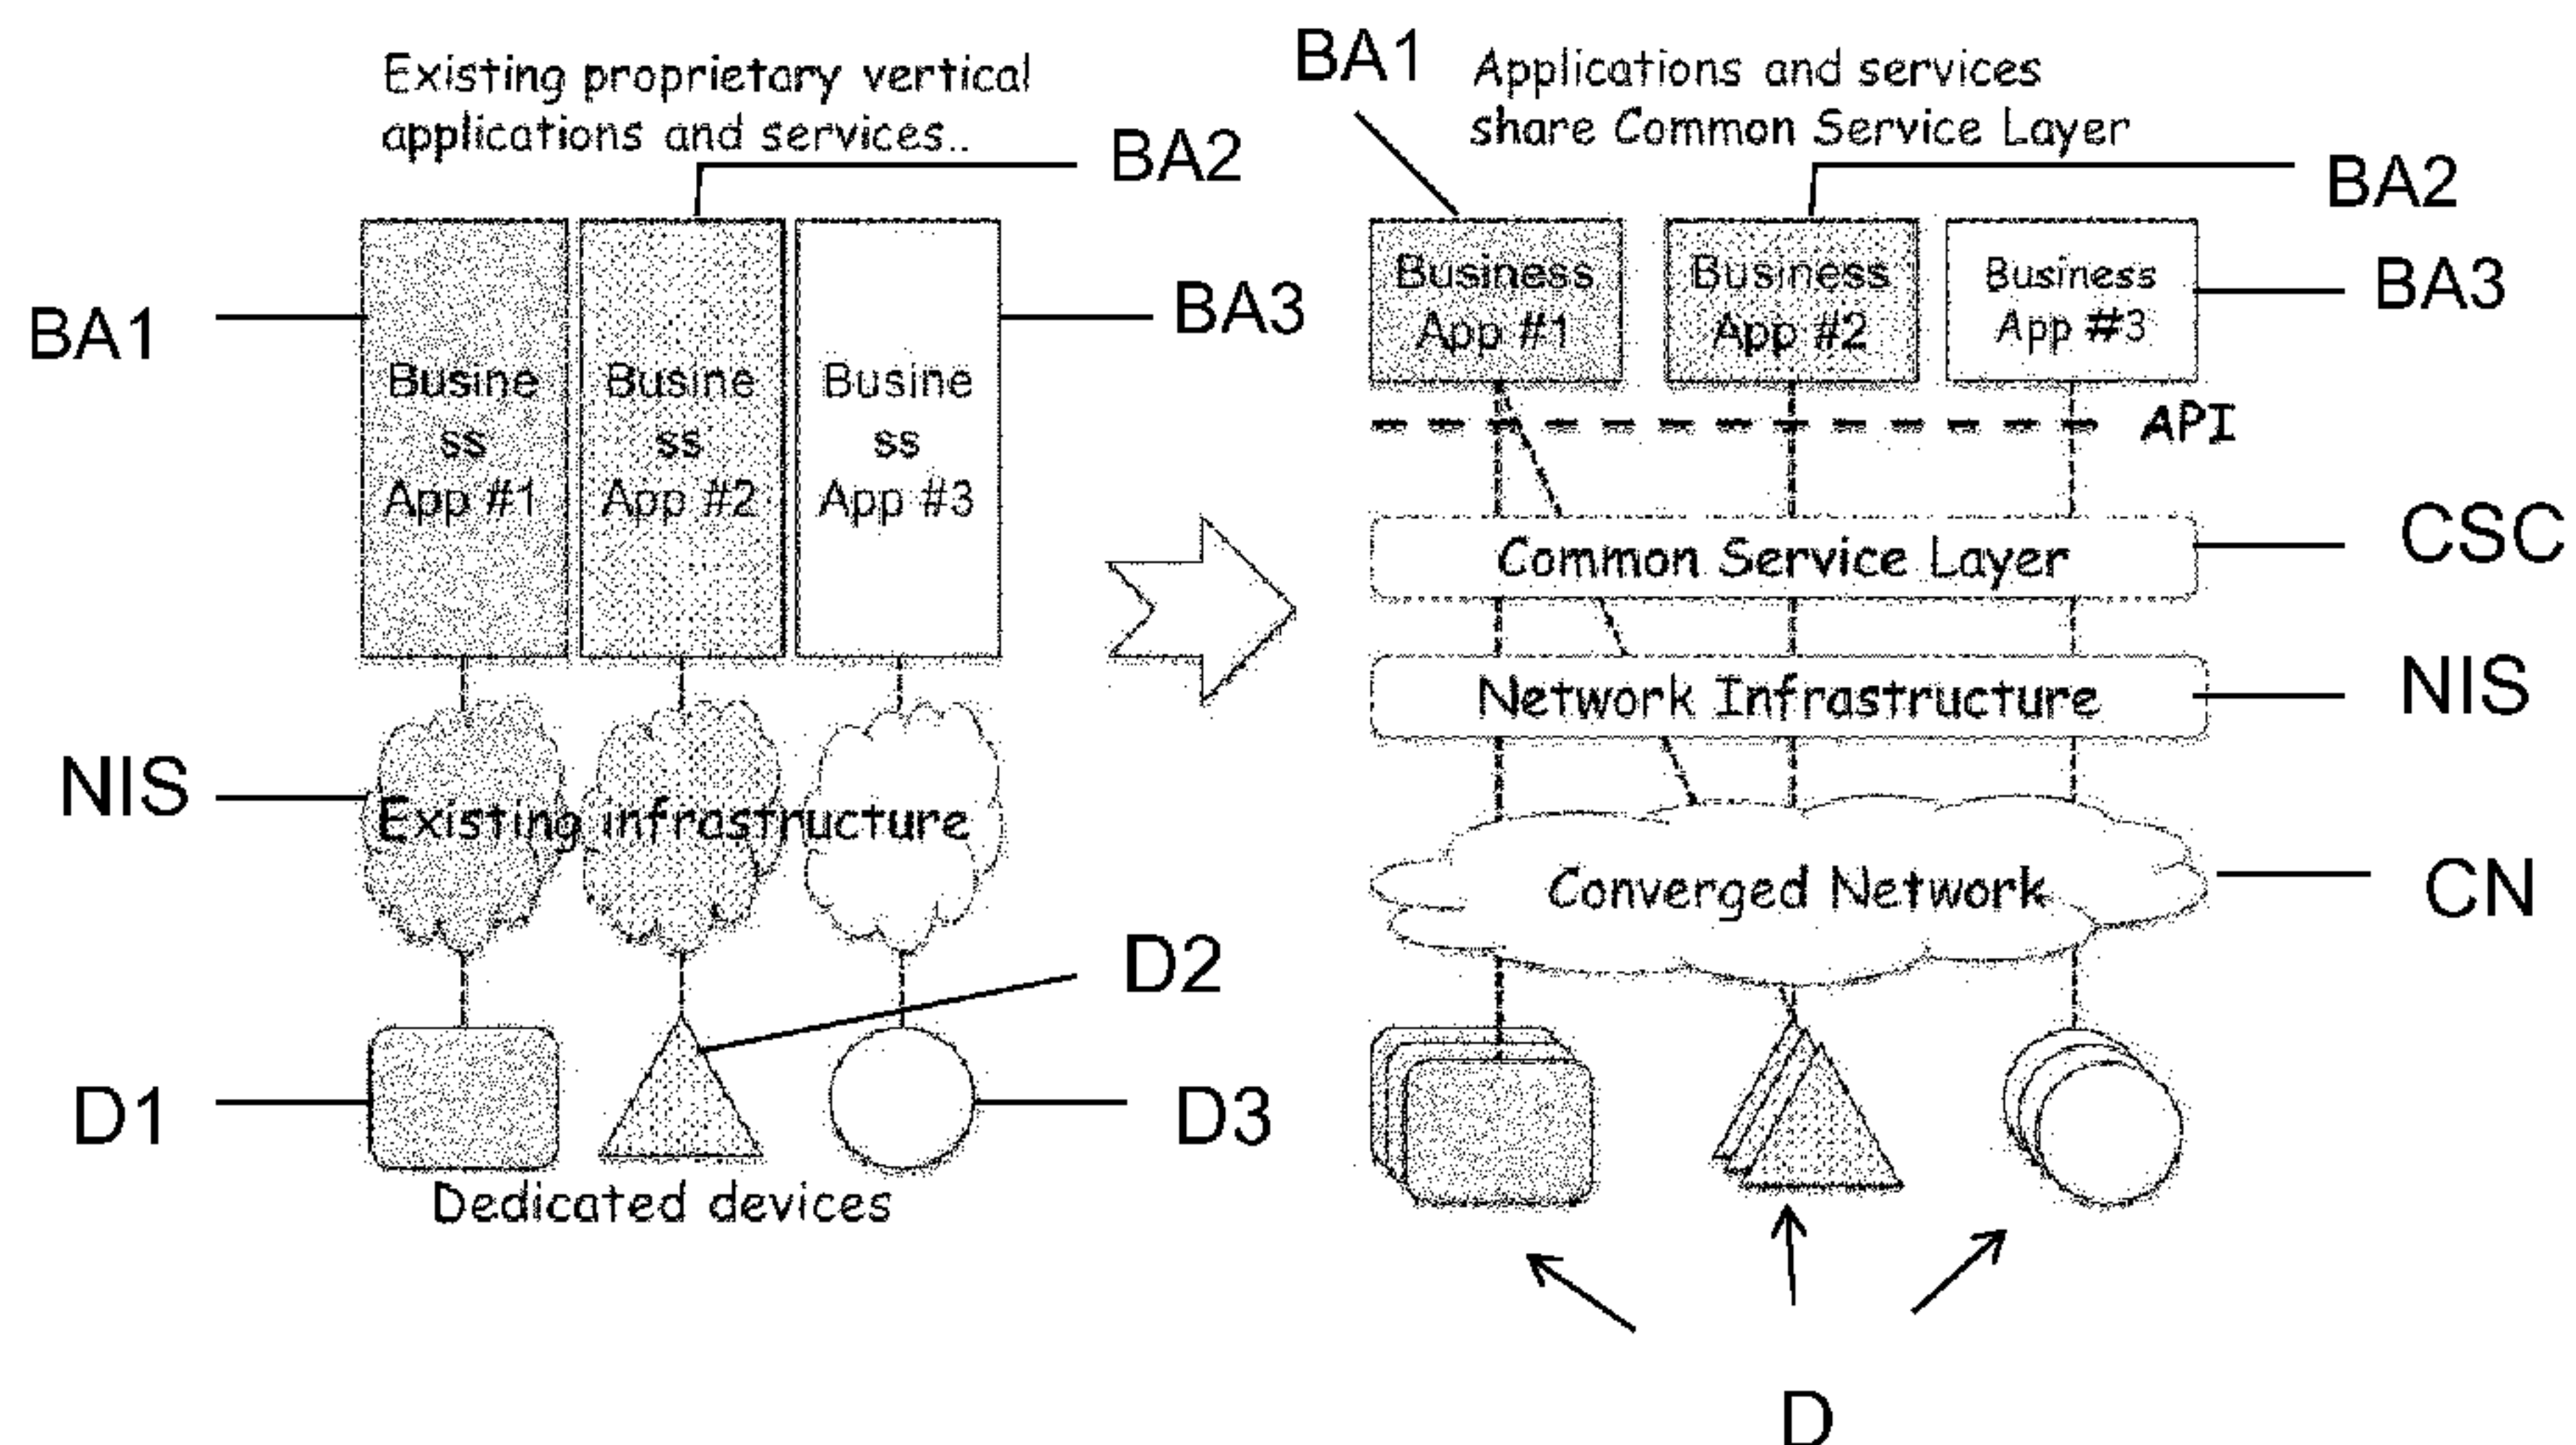 Existing proprietary vertical
applications and services..
BA2
BA1
BA3
Busine
ss
App #1
Busine
ss
App #2
Busine
ss
App #3
NIS
Existing infrastructure
D2
D1
D3
Dedicated devices
BA1
Applications and services
share Common Service Layer
BA2
BA3
Business
App #1
Business
App #2
Business
App #3
API
Common Service Layer
CSC
Network Infrastructure
NIS
Converged Network
CN
D